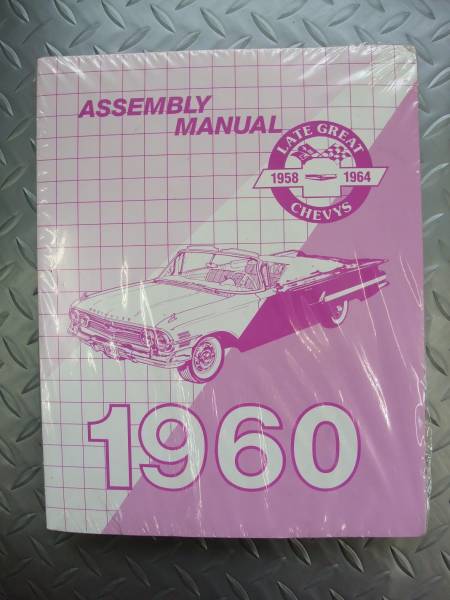 ASSEMBLY
MANUAL
LATE GREAT
1958 1964
CHEVYS
1960